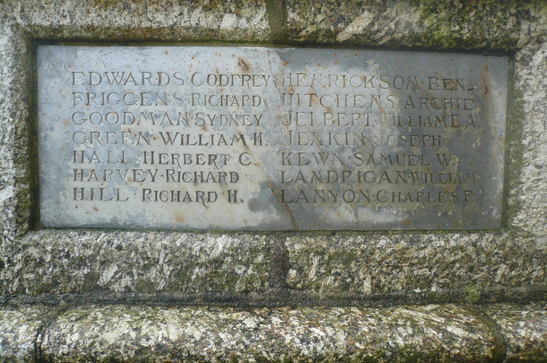 EDWARDS GODFREY HENRICKSON BEN-
FRIGGENS RICHARD HITCHENS ARCHIE
GOODMAN SYDNEY JELBERT WILLIAM E.A
GREEN WILLIAM H. JENKIN JOSEPH
HALL HERBERT C. KEWN SAMUEL W.
HARVEY RICHARD LANDRIGAN WILLIAM
HILL RICHARD H. LANYON CHARLES F.